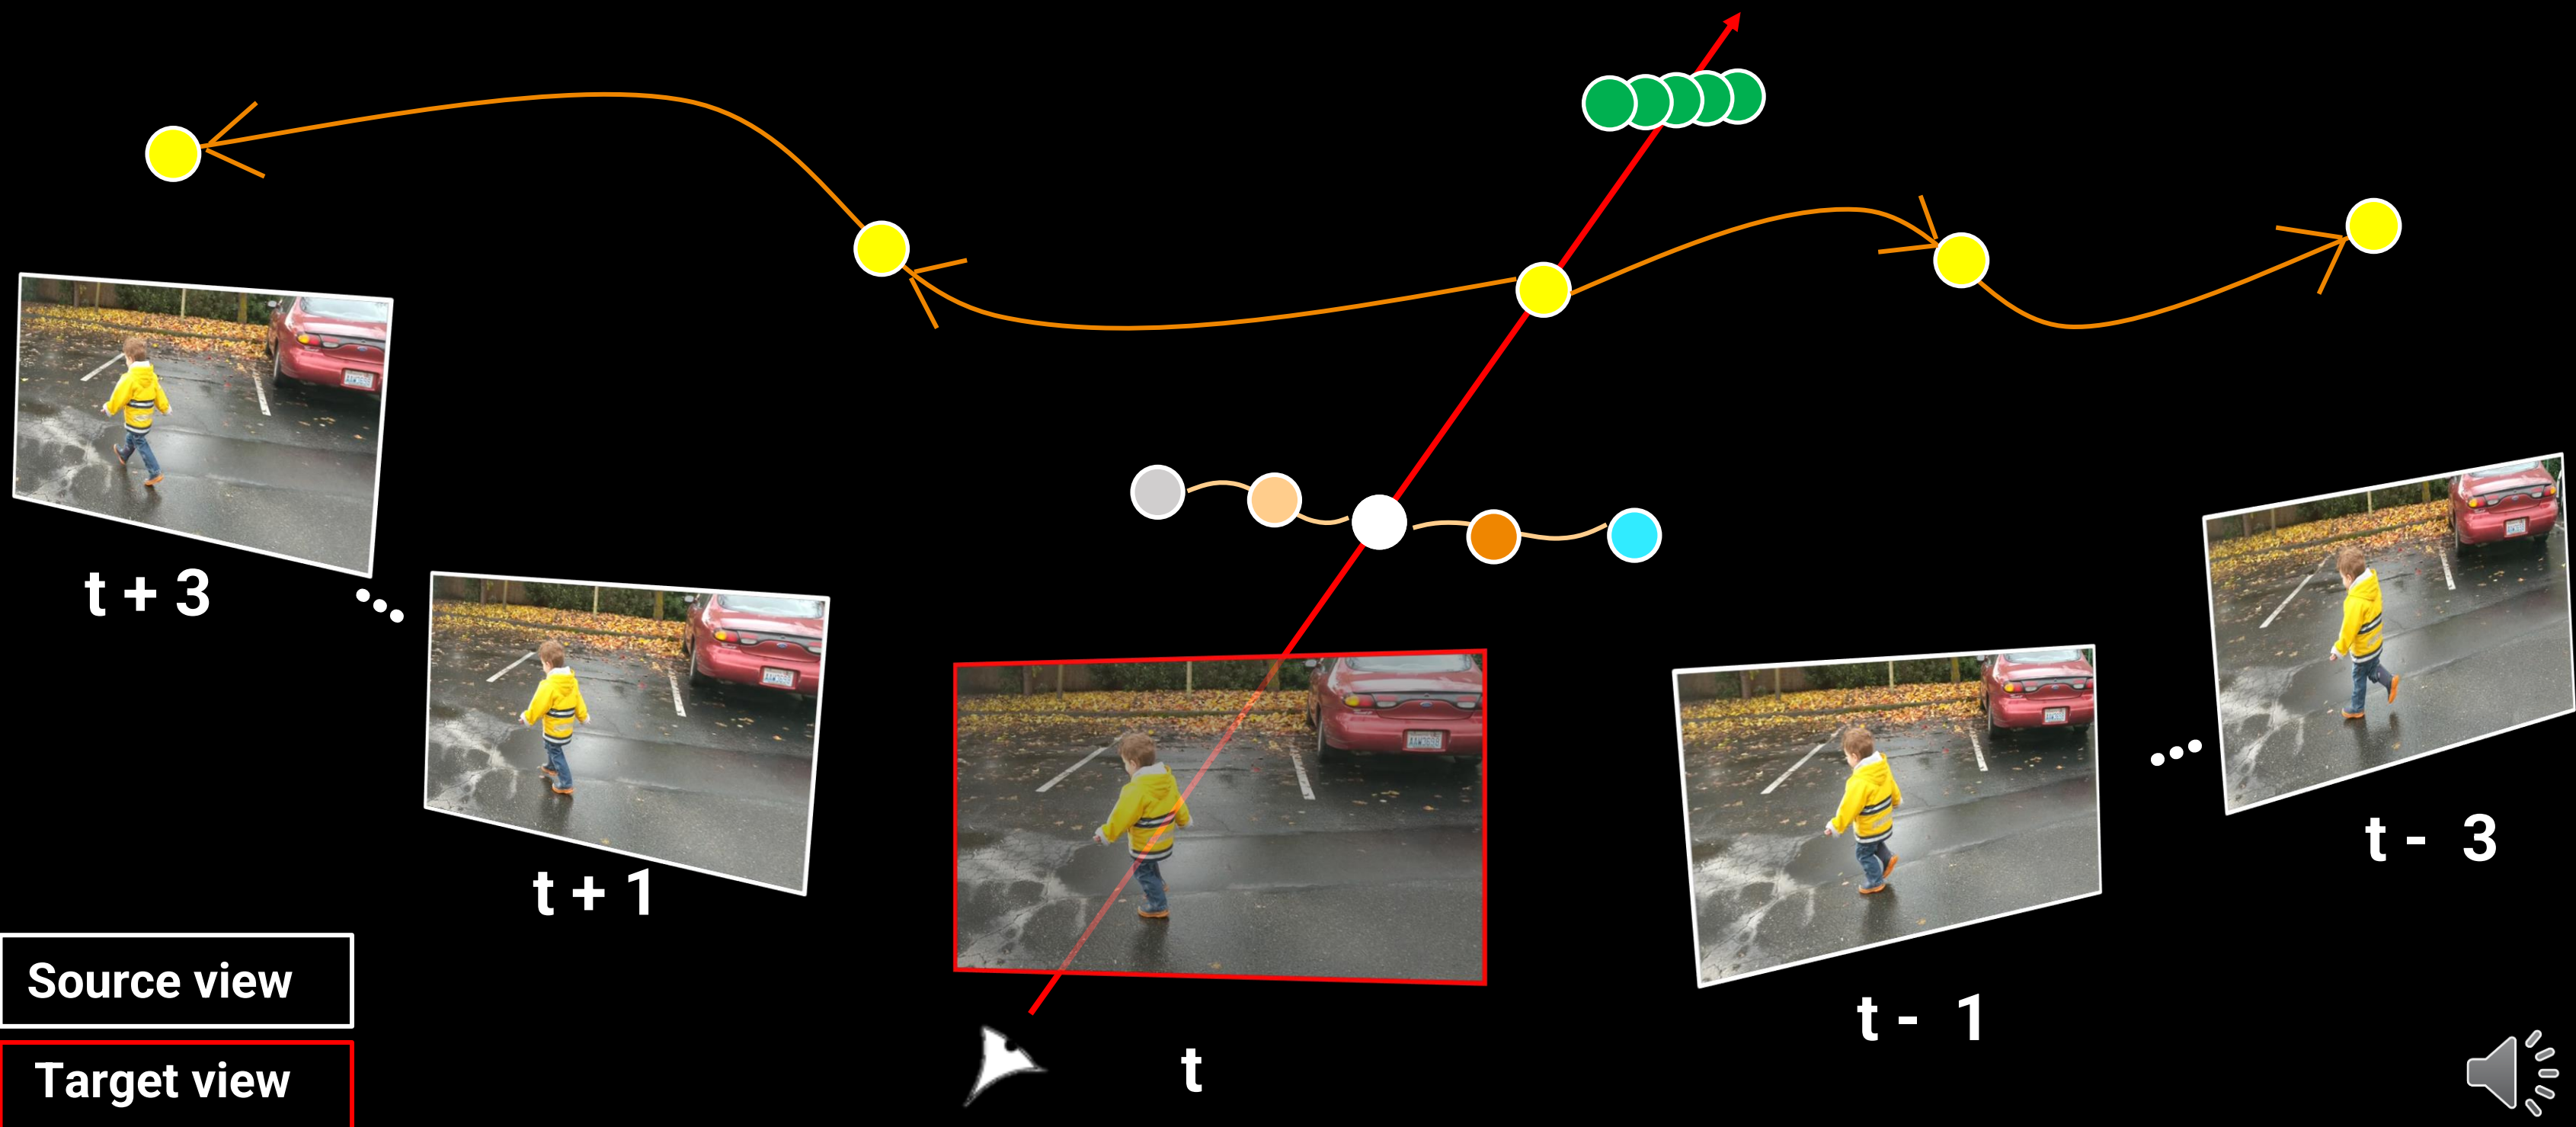 t + 3
t + 1
t
t - 1
t - 3
Source view
Target view